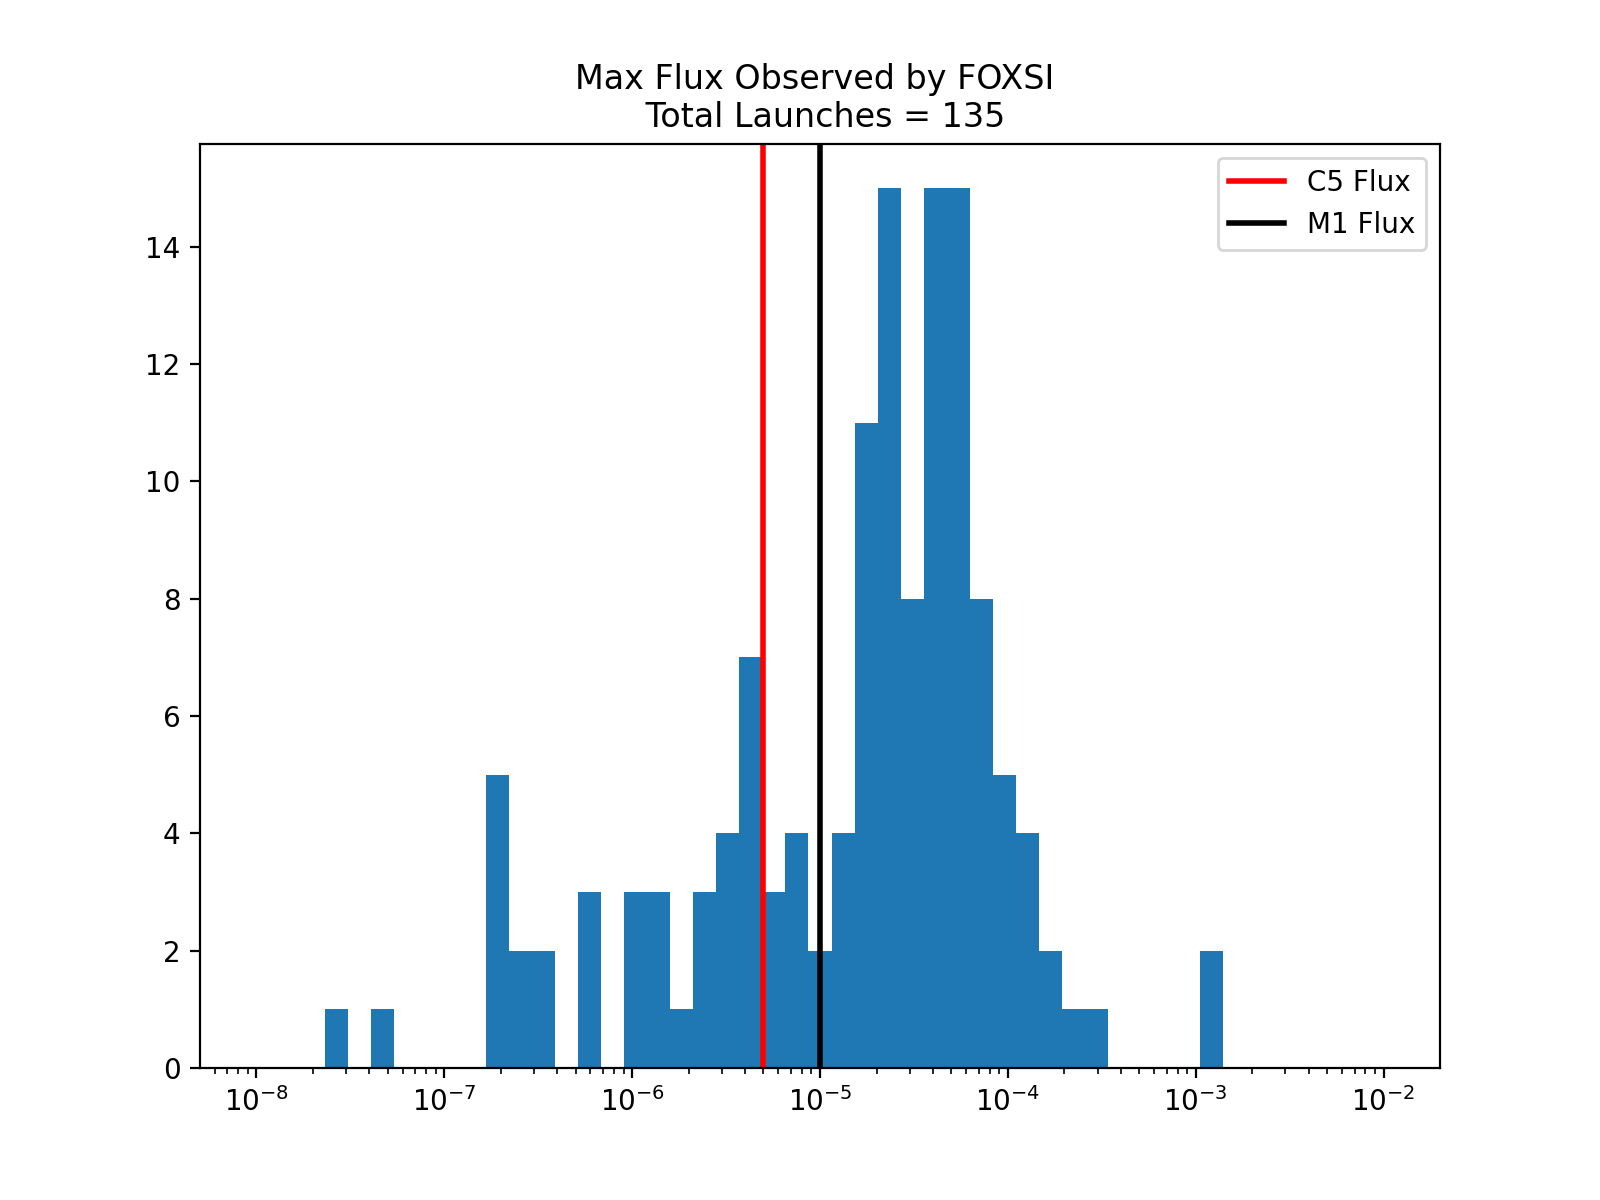 Max Flux Observed by FOXSI
Total Launches = 135
C5 Flux
M1 Flux
14
12
10
8
6
4
2
0
10⁻⁸ 10⁻⁷ 10⁻⁶ 10⁻⁵ 10⁻⁴ 10⁻³ 10⁻²